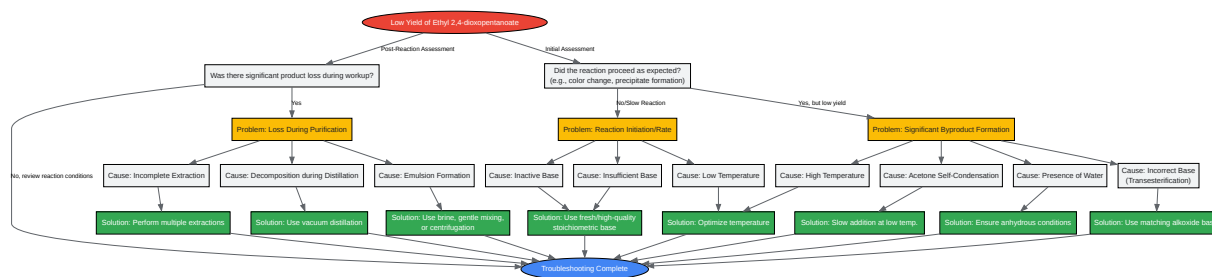 Low Yield of Ethyl 2,4-dioxopentanoate
Post-Reaction Assessment
Initial Assessment
Was there significant product loss during workup?
Did the reaction proceed as expected?
(e.g., color change, precipitate formation)
Yes
No/Slow Reaction
Yes, but low yield
Problem: Loss During Purification
Problem: Reaction Initiation/Rate
Problem: Significant Byproduct Formation
No, review reaction conditions
Cause: Incomplete Extraction
Cause: Decomposition during Distillation
Cause: Emulsion Formation
Cause: Inactive Base
Cause: Insufficient Base
Cause: Low Temperature
Cause: High Temperature
Cause: Acetone Self-Condensation
Cause: Presence of Water
Cause: Incorrect Base
(Transesterification)
Solution: Perform multiple extractions
Solution: Use vacuum distillation
Solution: Use brine, gentle mixing,
or centrifugation
Solution: Use fresh/high-quality
stoichiometric base
Solution: Optimize temperature
Solution: Slow addition at low temp.
Solution: Ensure anhydrous conditions
Solution: Use matching alkoxide bas
Troubleshooting Complete